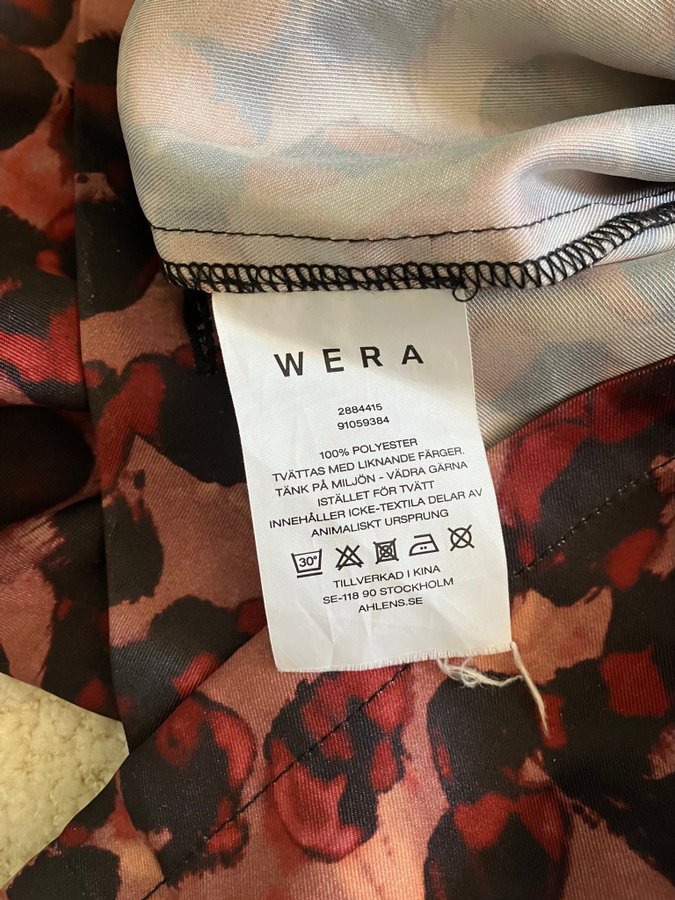 WERA
2884415
91059384
100% POLYESTER
TVÄTTAS MED LIKNANDE FÄRGER.
TÄNK PÅ MILJÖN - VÄDRA GÄRNA
ISTÄLLET FÖR TVÄTT
INNEHÅLLER ICKE-TEXTILA DELAR AV
ANIMALISKT URSPRUNG
30°
TILLVERKAD I KINA
SE-118 90 STOCKHOLM
AHLENS.SE